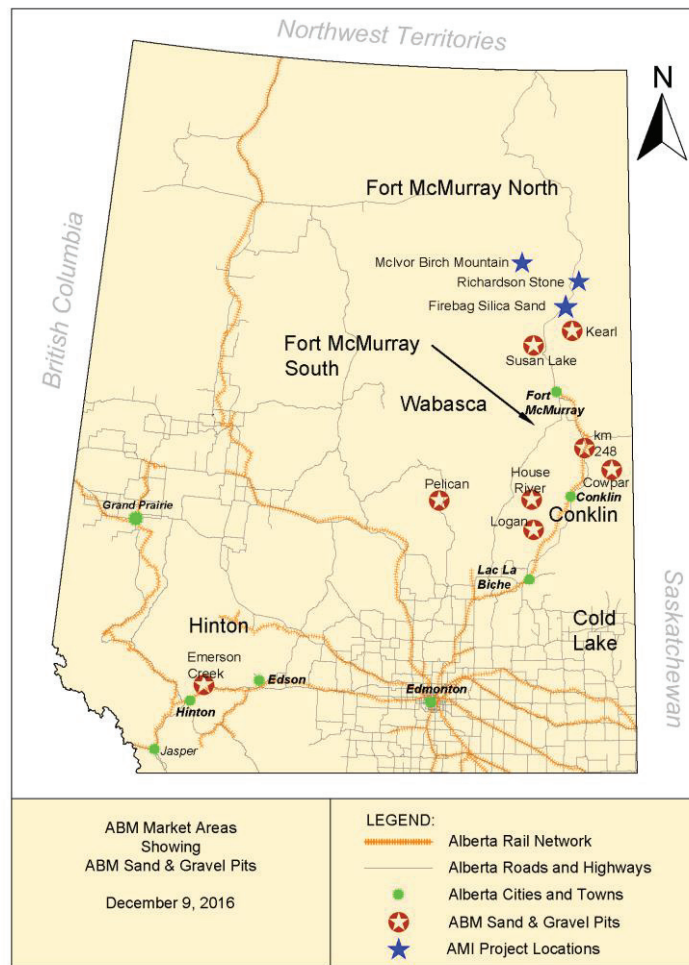 Northwest Territories
N
Fort McMurray North
British Columbia
McIvor Birch Mountain
Richardson Stone
Firebag Silica Sand
Kearl
Susan Lake
Fort McMurray
South
Fort
McMurray
Wabasca
km
248
Cowpar
Pelican
House
River
Conklin
Conklin
Logan
Grand Prairie
Lac La
Biche
Saskatchewan
Cold
Lake
Hinton
Emerson
Creek
Edson
Edmonton
Hinton
Jasper
ABM Market Areas
Showing
ABM Sand & Gravel Pits
December 9, 2016
LEGEND:
Alberta Rail Network
Alberta Roads and Highways
Alberta Cities and Towns
ABM Sand & Gravel Pits
AMI Project Locations